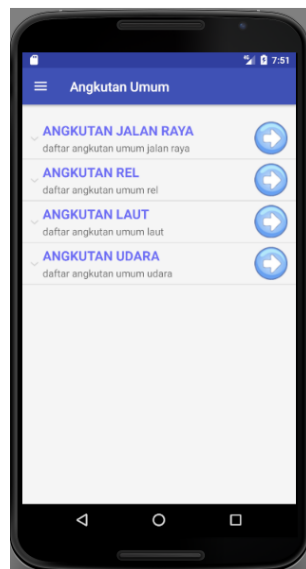 7:51
Angkutan Umum
ANGKUTAN JALAN RAYA
daftar angkutan umum jalan raya
ANGKUTAN REL
daftar angkutan umum rel
ANGKUTAN LAUT
daftar angkutan umum laut
ANGKUTAN UDARA
daftar angkutan umum udara